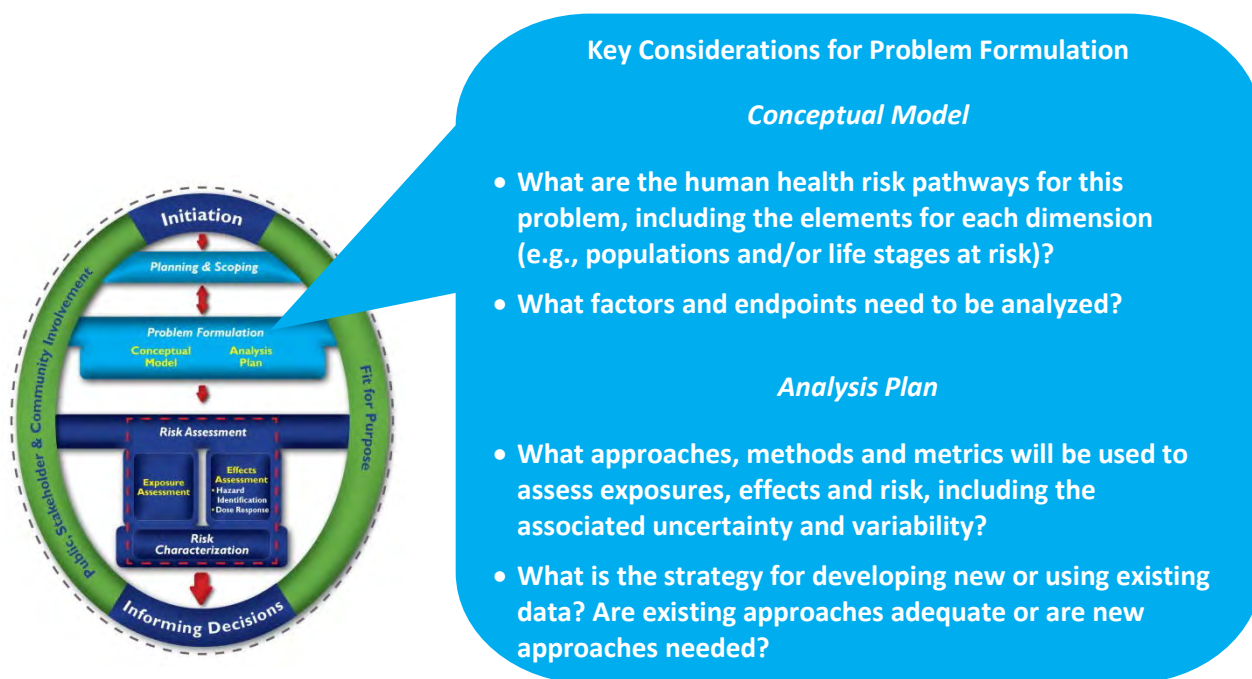 Key Considerations for Problem Formulation
Conceptual Model
• What are the human health risk pathways for this
problem, including the elements for each dimension
(e.g., populations and/or life stages at risk)?
• What factors and endpoints need to be analyzed?
Analysis Plan
• What approaches, methods and metrics will be used to
assess exposures, effects and risk, including the
associated uncertainty and variability?
• What is the strategy for developing new or using existing
data? Are existing approaches adequate or are new
approaches needed?
Initiation
Planning & Scoping
Problem Formulation
Conceptual
Model
Analysis
Plan
Risk Assessment
Exposure
Assessment
Effects
Assessment
• Hazard
Identification
• Dose Response
Risk
Characterization
Informing Decisions
Public, Stakeholder & Community Involvement
Fit for Purpose